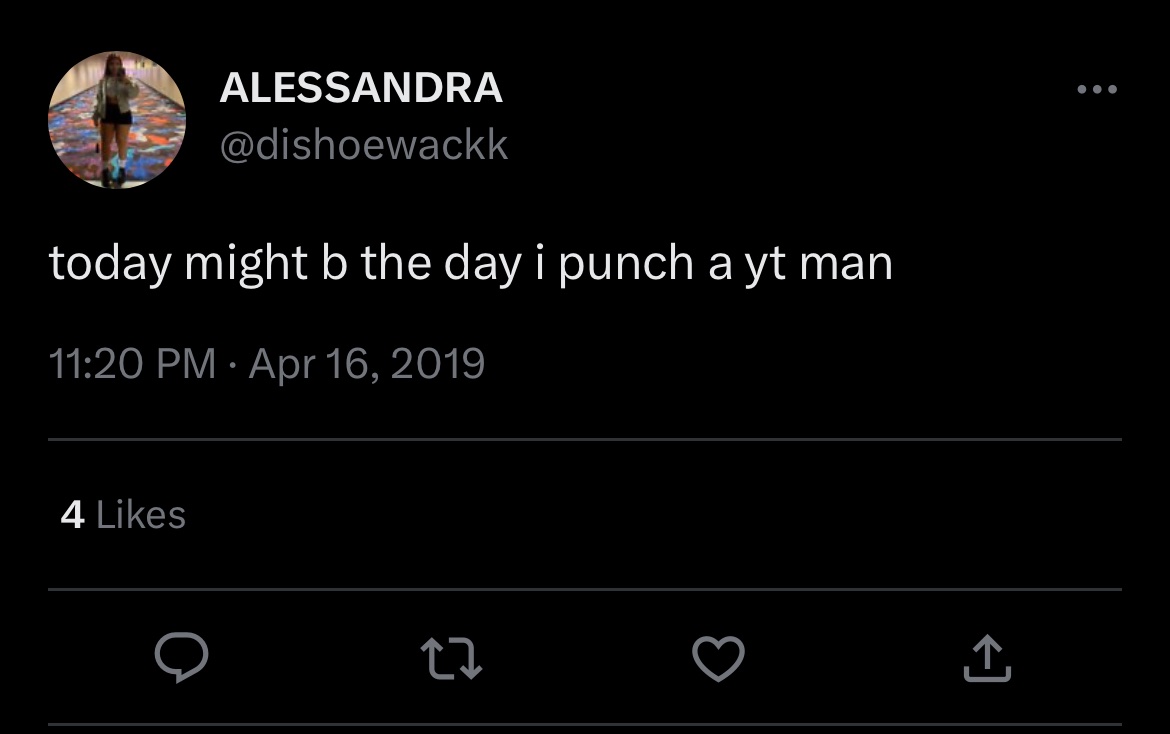 ALESSANDRA
@dishoewackk
today might b the day i punch a yt man
11:20 PM · Apr 16, 2019
4 Likes